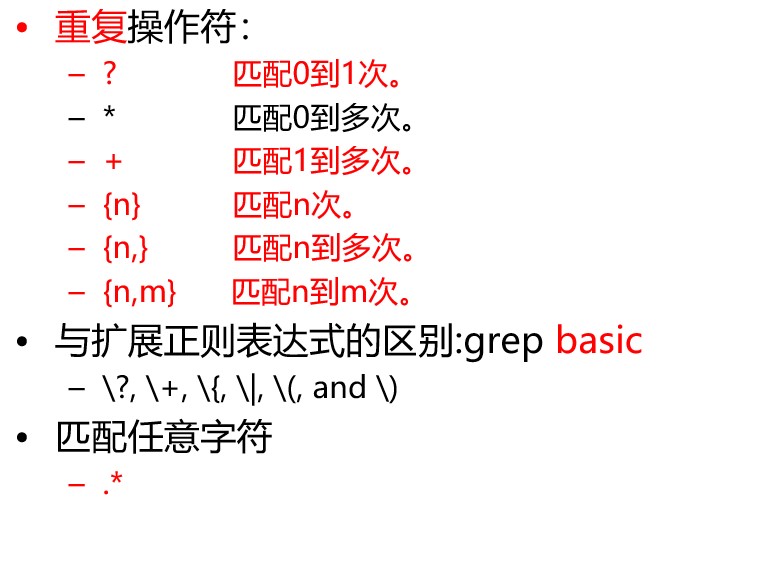 • 重复操作符：
– ? 匹配0到1次。
– * 匹配0到多次。
– + 匹配1到多次。
– {n} 匹配n次。
– {n,} 匹配n到多次。
– {n,m} 匹配n到m次。
• 与扩展正则表达式的区别:grep basic
– \?, \+, \{, \|, \(, and \)
• 匹配任意字符
– .*